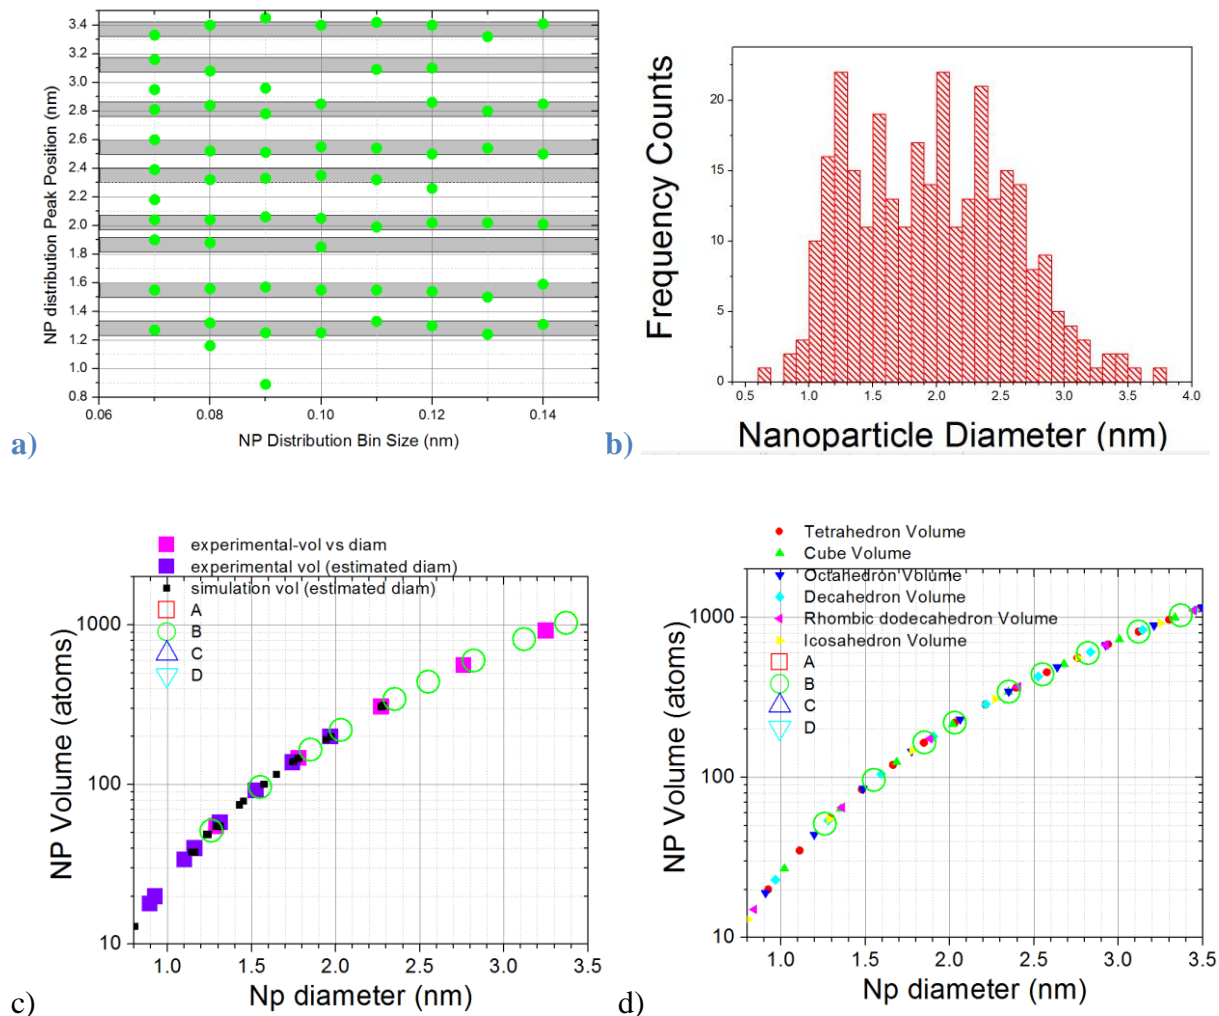 3.4
3.2
3.0
2.8
2.6
2.4
2.2
2.0
1.8
1.6
1.4
1.2
1.0
0.8
NP distribution Peak Position (nm)
0.06
0.08
0.10
0.12
0.14
NP Distribution Bin Size (nm)
a)
20
15
10
5
0
Frequency Counts
0.5
1.0
1.5
2.0
2.5
3.0
3.5
4.0
Nanoparticle Diameter (nm)
b)
experimental-vol vs diam
experimental vol (estimated diam)
simulation vol (estimated diam)
A
B
C
D
1000
100
10
NP Volume (atoms)
1.0
1.5
2.0
2.5
3.0
3.5
Np diameter (nm)
c)
Tetrahedron Volume
Cube Volume
Octahedron Volume
Decahedron Volume
Rhombic dodecahedron Volume
Icosahedron Volume
A
B
C
D
1000
100
10
NP Volume (atoms)
1.0
1.5
2.0
2.5
3.0
3.5
Np diameter (nm)
d)